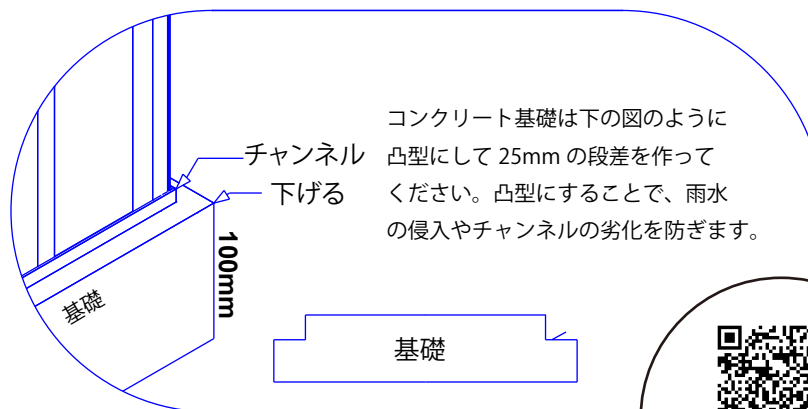 コンクリート基礎は下の図のように
凸型にして 25mm の段差を作って
ください。凸型にすることで、雨水
の侵入やチャンネルの劣化を防ぎます。
チャンネル
下げる
100mm
基礎
基礎